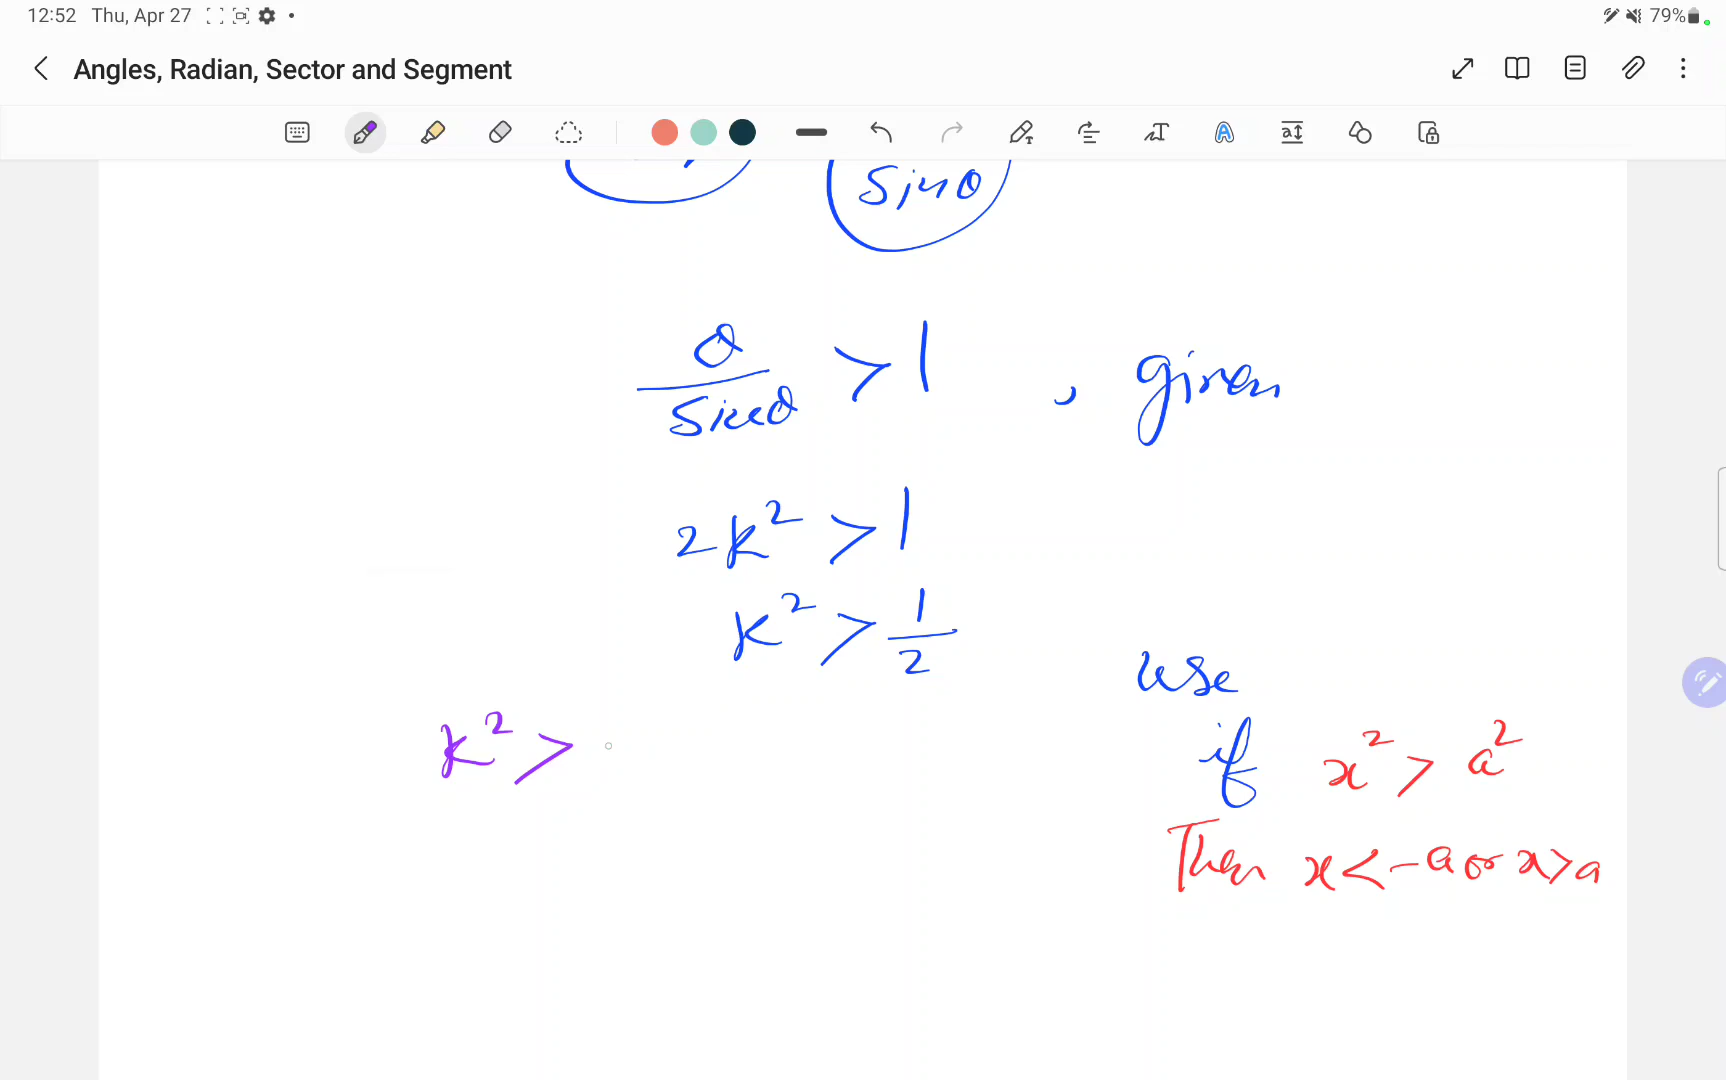 12:52 Thu, Apr 27
79%
Angles, Radian, Sector and Segment
sinθ
θ/sinθ > 1 , given
2k² > 1
k² > 1/2
use
if x² > a²
k² >
Then x < -a or x > a